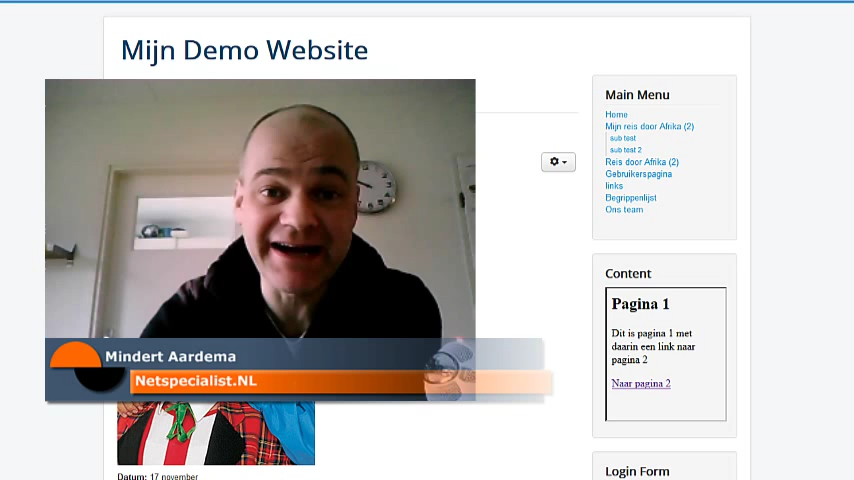 Mijn Demo Website
Mindert Aardema
Netspecialist.NL
Datum: 17 november
Main Menu
Home
Mijn reis door Afrika (2)
sub test
sub test 2
Reis door Afrika (2)
Gebruikerspagina
links
Begrippenlijst
Ons team
Content
Pagina 1
Dit is pagina 1 met
daarin een link naar
pagina 2
Naar pagina 2
Login Form